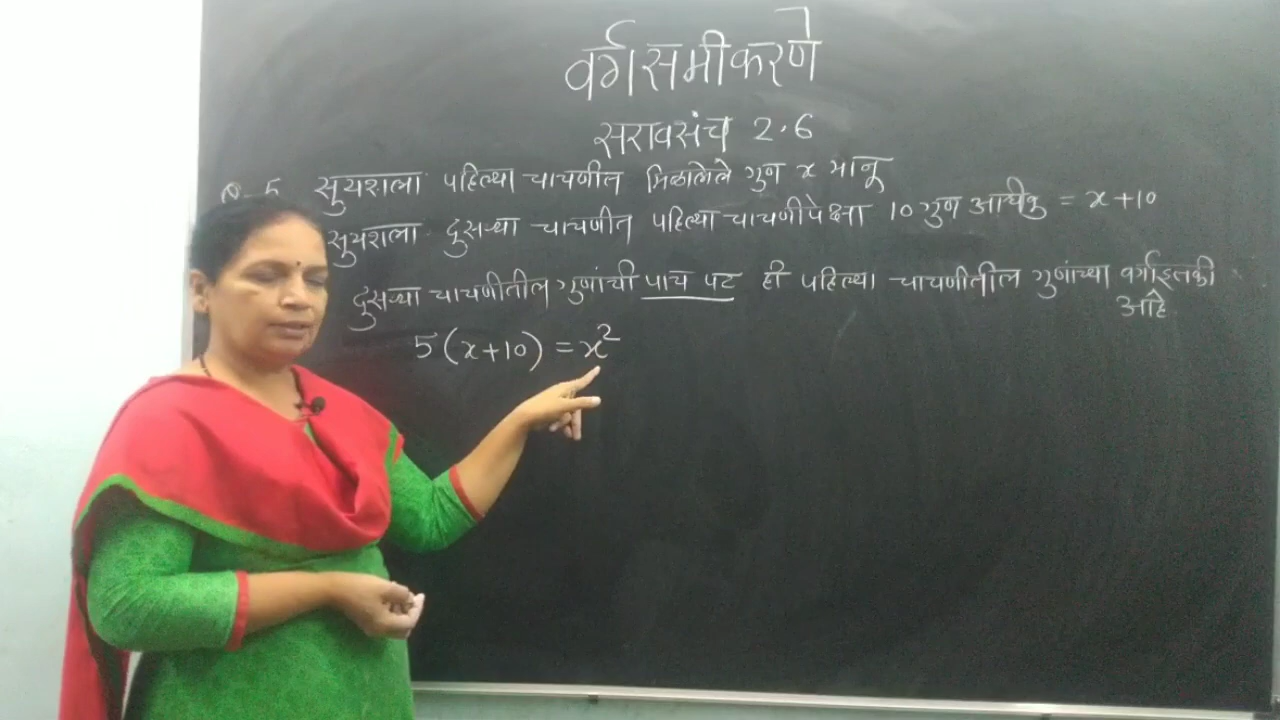 वर्गसमीकरणे
सरावसंच 2.6
सुयशला पहिल्या चाचणीत मिळालेले गुण x मानू
सुयशला दुसऱ्या चाचणीत पहिल्या चाचणीपेक्षा 10 गुण अधिक = x+10
दुसऱ्या चाचणीतील गुणांची पाच पट ही पहिल्या चाचणीतील गुणांच्या वर्गाइतकी
आहे.
5(x+10) = x²